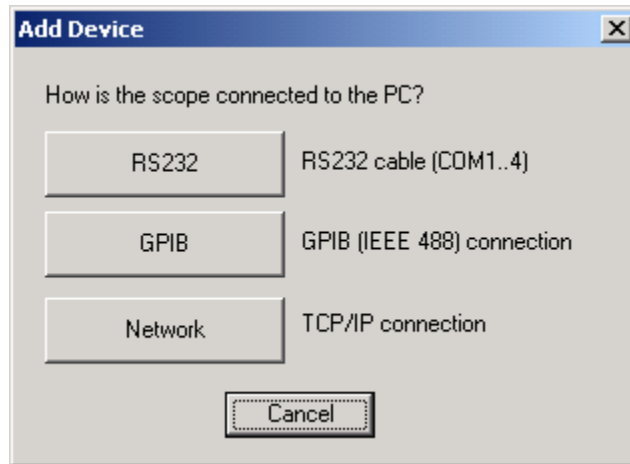 Add Device
How is the scope connected to the PC?
RS232 RS232 cable (COM1..4)
GPIB GPIB (IEEE 488) connection
Network TCP/IP connection
Cancel